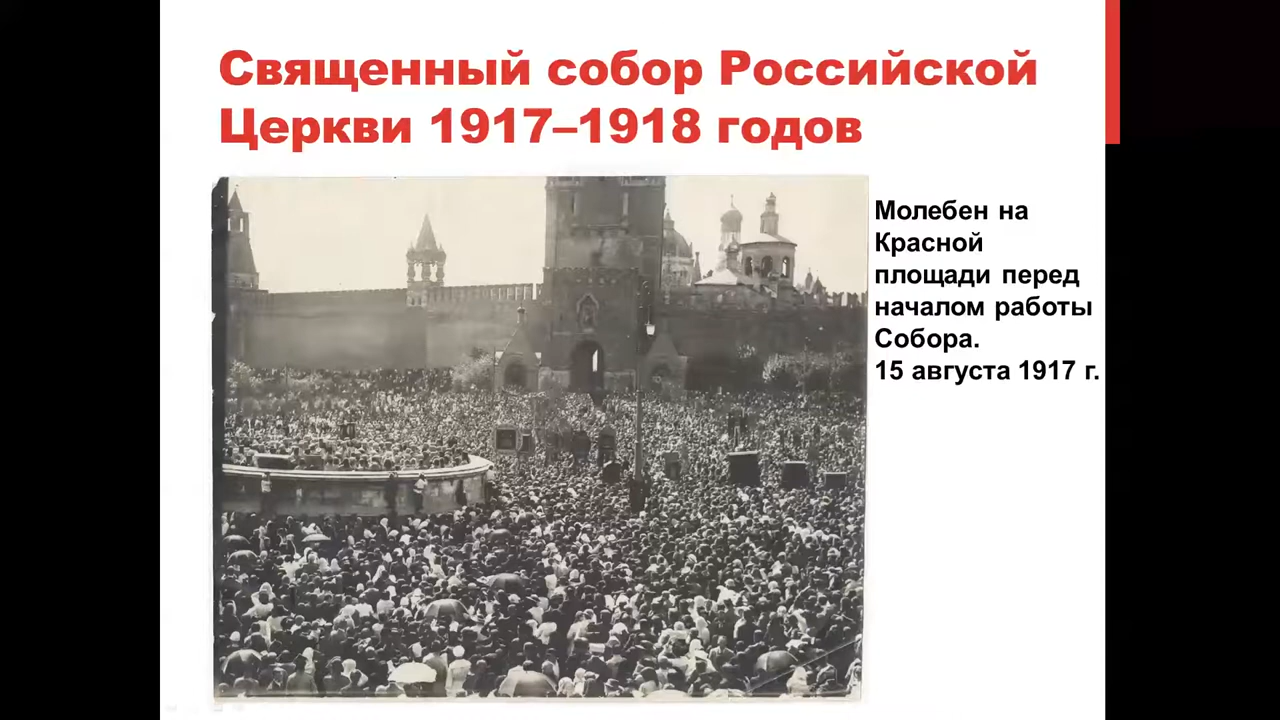 Священный собор Российской
Церкви 1917–1918 годов
Молебен на
Красной
площади перед
началом работы
Собора.
15 августа 1917 г.